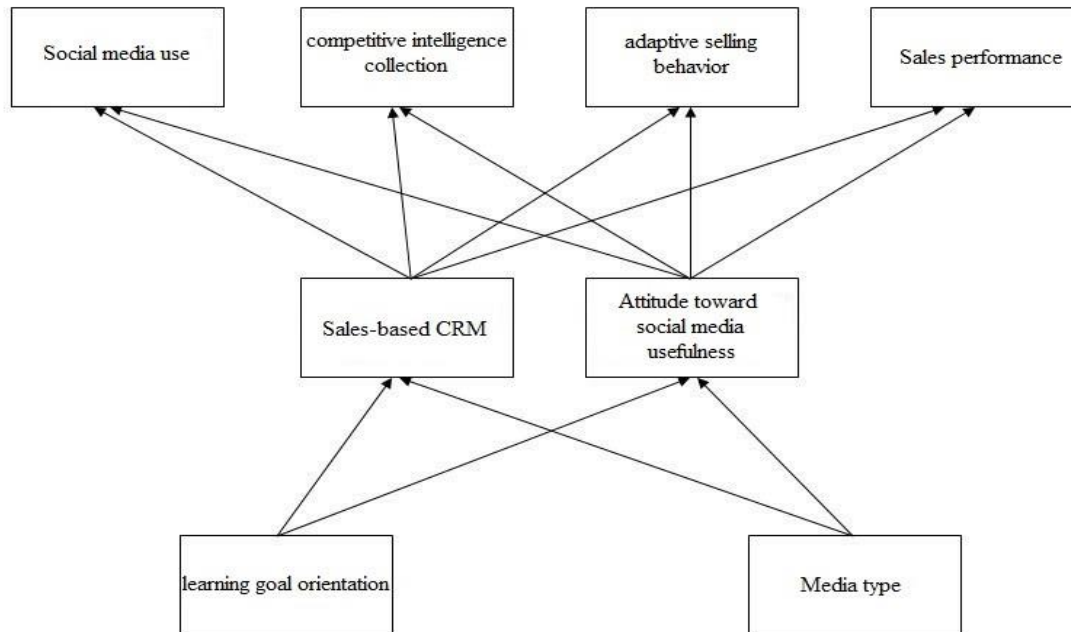 Social media use
competitive intelligence
collection
adaptive selling
behavior
Sales performance
Sales-based CRM
Attitude toward
social media
usefulness
learning goal orientation
Media type